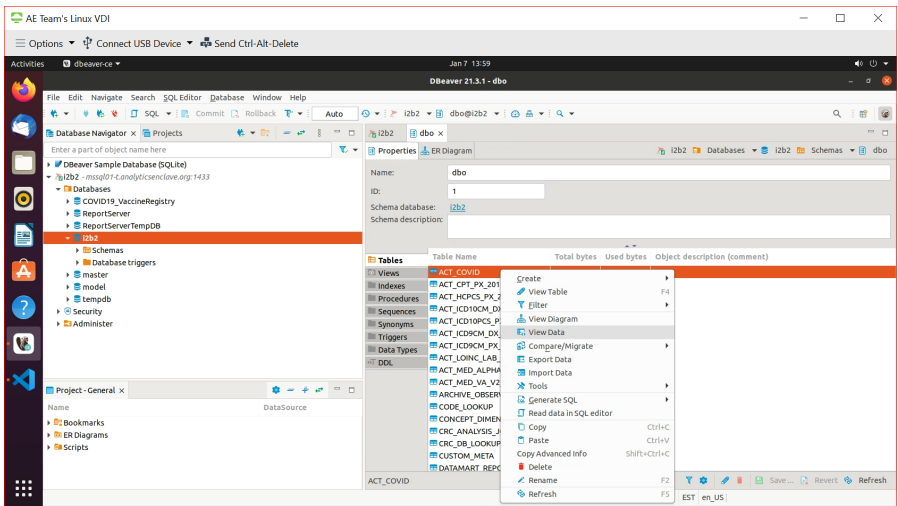 AE Team's Linux VDI
Options Connect USB Device Send Ctrl-Alt-Delete
Activities dbeaver-ce Jan 7 13:59
DBeaver 21.3.1 - dbo
File Edit Navigate Search SQL Editor Database Window Help
SQL Commit Rollback T Auto i2b2 dbo@i2b2
Database Navigator Projects
Enter a part of object name here
DBeaver Sample Database (SQLite)
i2b2 - mssql01-t.analyticsenclave.org:1433
Databases
COVID19_VaccineRegistry
ReportServer
ReportServerTempDB
i2b2
Schemas
Database triggers
master
model
tempdb
Security
Administer
Project - General
Name DataSource
Bookmarks
ER Diagrams
Scripts
i2b2 dbo
Properties ER Diagram i2b2 Databases i2b2 Schemas dbo
Name: dbo
ID: 1
Schema database: i2b2
Schema description:
Tables
Views
Indexes
Procedures
Sequences
Synonyms
Triggers
Data Types
DDL
Table Name Total bytes Used bytes Object description (comment)
ACT_COVID
ACT_CPT_PX_201
ACT_HCPCS_PX_2
ACT_ICD10CM_DX
ACT_ICD10PCS_P
ACT_ICD9CM_DX_
ACT_ICD9CM_PX_
ACT_LOINC_LAB_
ACT_MED_ALPHA
ACT_MED_VA_V2
ARCHIVE_OBSERV
CODE_LOOKUP
CONCEPT_DIMEN
CRC_ANALYSIS_J
CRC_DB_LOOKUP
CUSTOM_META
DATAMART_REPO
Create
View Table F4
Filter
View Diagram
View Data
Compare/Migrate
Export Data
Import Data
Tools
Generate SQL
Read data in SQL editor
Copy Ctrl+C
Paste Ctrl+V
Copy Advanced Info Shift+Ctrl+C
Delete
Rename F2
Refresh F5
ACT_COVID Save ... Revert Refresh
EST en_US